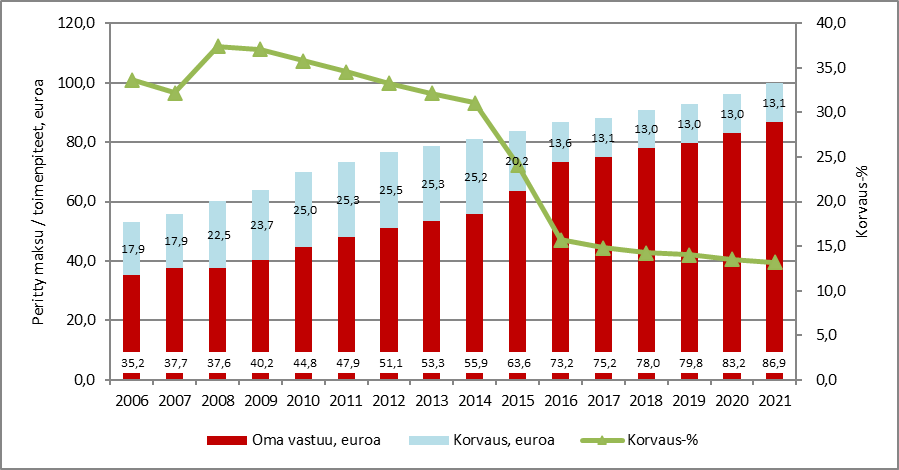 120,0
100,0
80,0
60,0
40,0
20,0
0,0
Peritty maksu / toimenpiteet, euroa
40,0
35,0
30,0
25,0
20,0
15,0
10,0
5,0
0,0
Korvaus-%
17,9 17,9 22,5 23,7 25,0 25,3 25,5 25,3 25,2 20,2 13,6 13,1 13,0 13,0 13,0 13,1
35,2 37,7 37,6 40,2 44,8 47,9 51,1 53,3 55,9 63,6 73,2 75,2 78,0 79,8 83,2 86,9
2006 2007 2008 2009 2010 2011 2012 2013 2014 2015 2016 2017 2018 2019 2020 2021
Oma vastuu, euroa Korvaus, euroa Korvaus-%